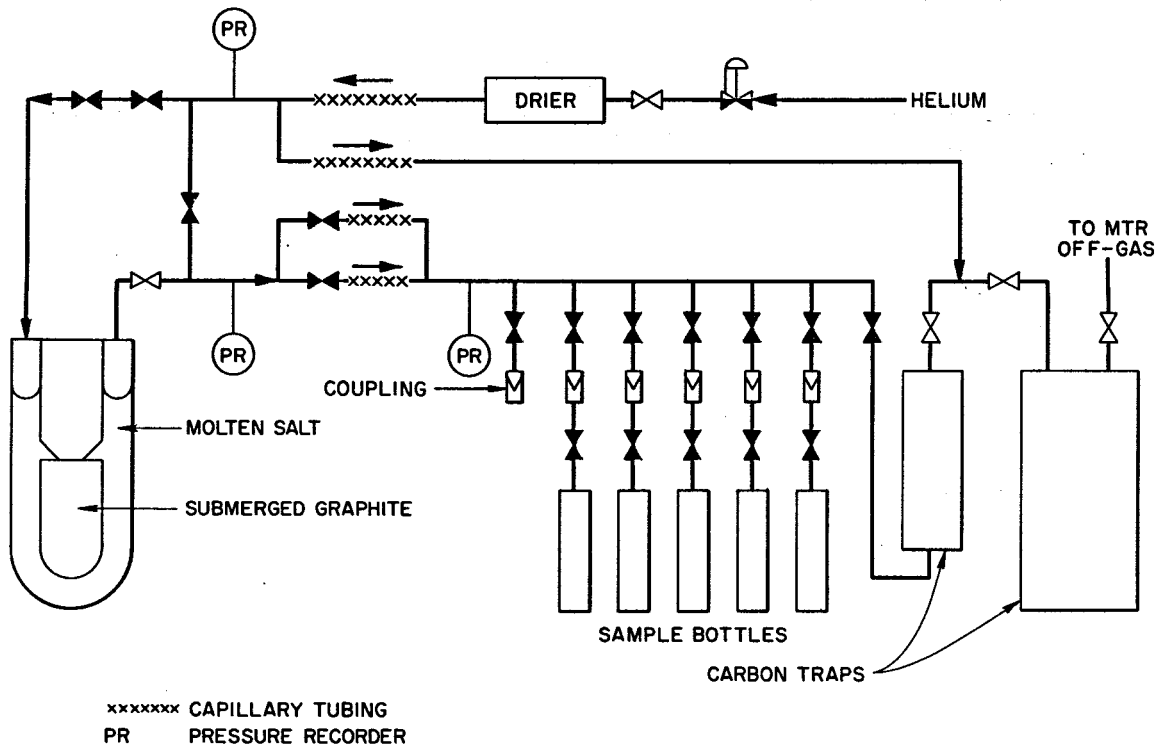 PR
DRIER
HELIUM
TO MTR
OFF-GAS
PR
PR
COUPLING
MOLTEN SALT
SUBMERGED GRAPHITE
SAMPLE BOTTLES
CARBON TRAPS
xxxxxxx CAPILLARY TUBING
PR PRESSURE RECORDER